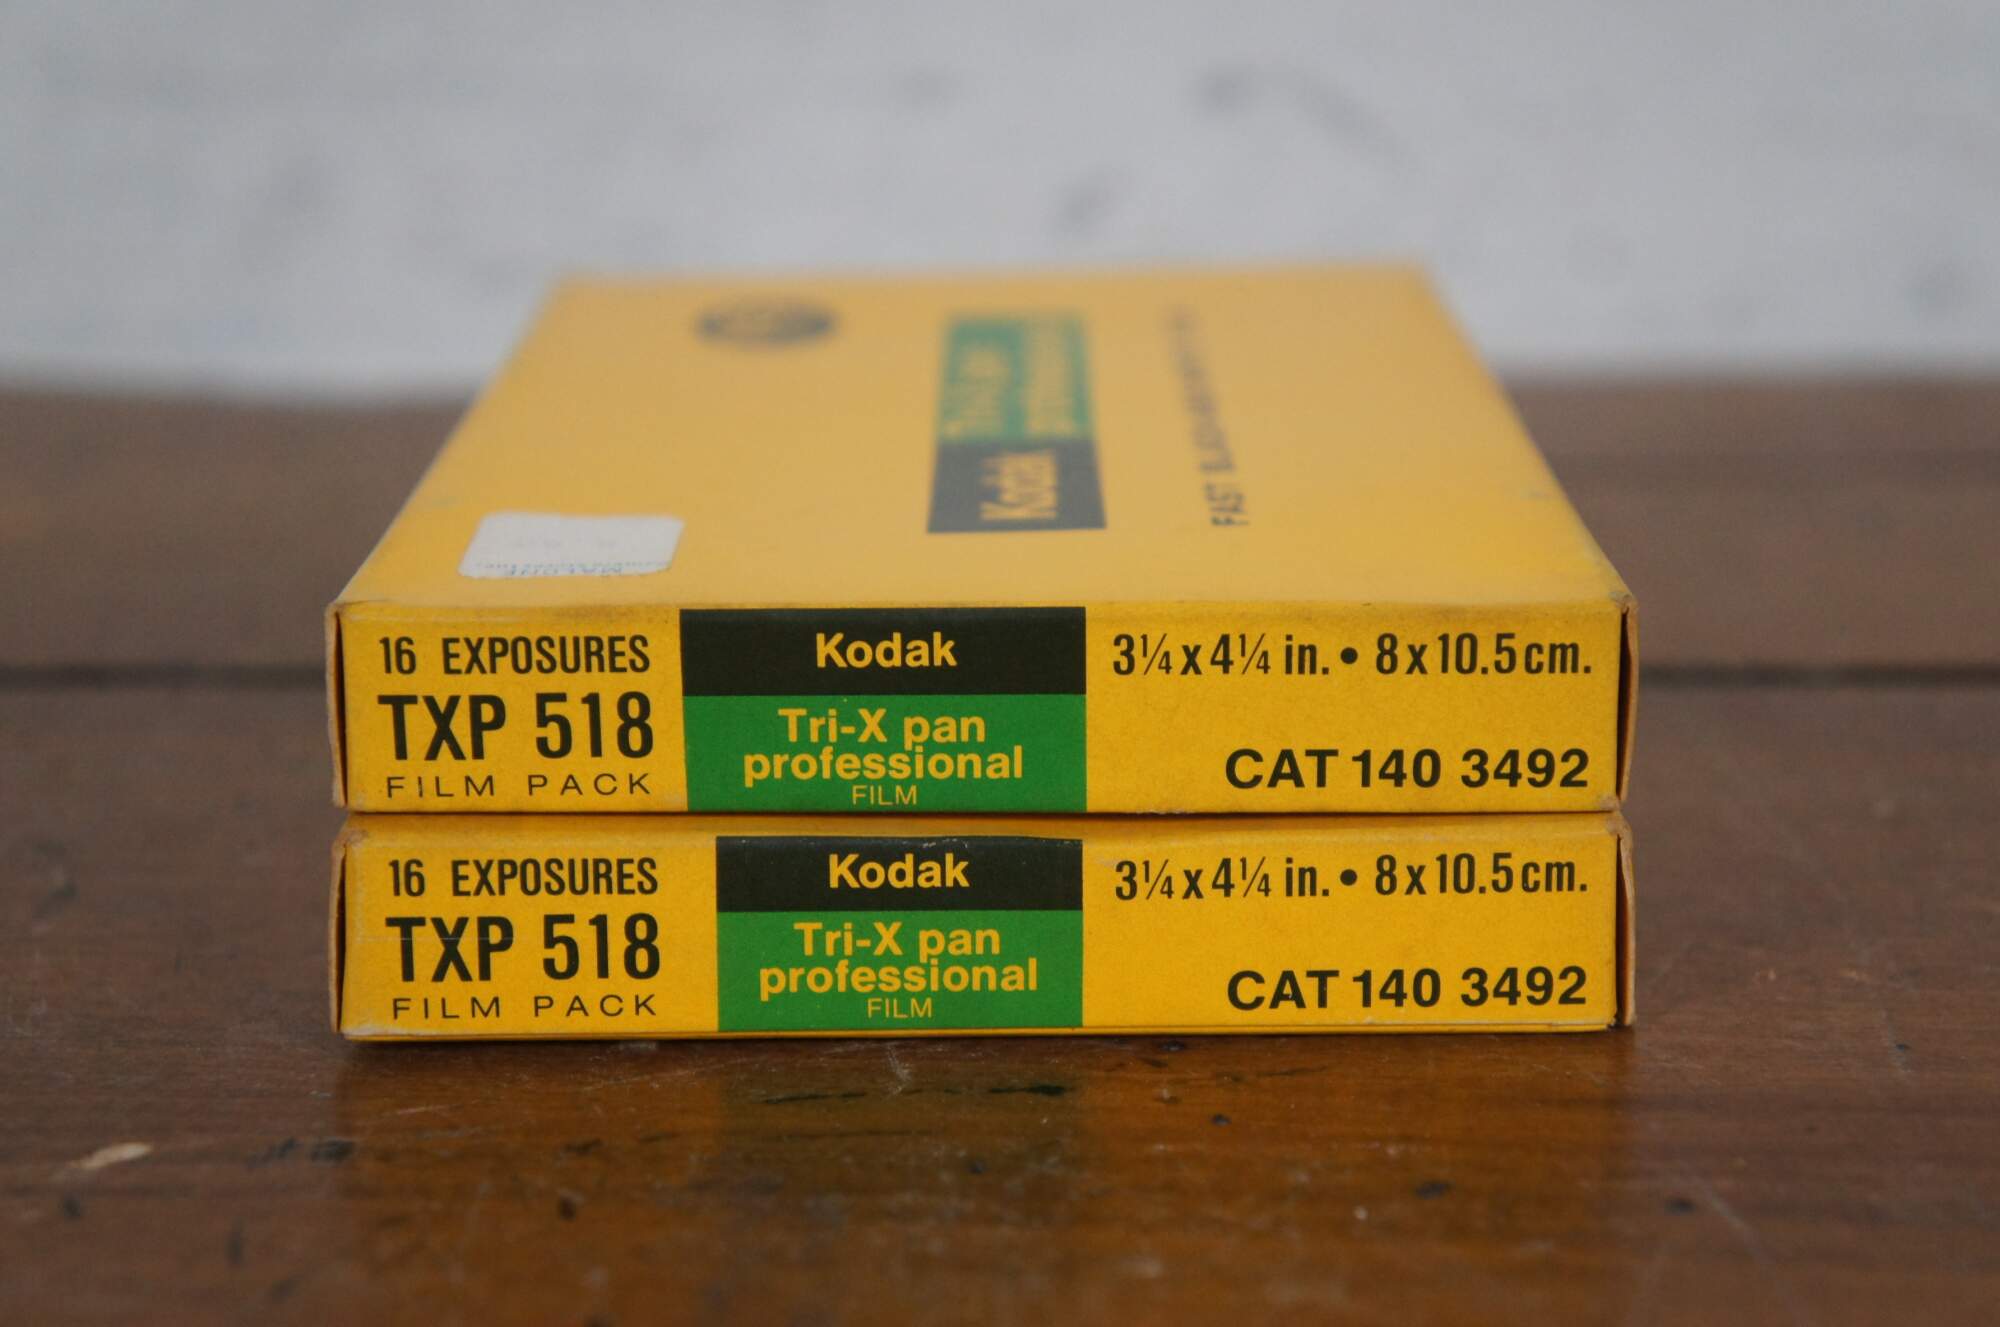 Kodak
FAST
16 EXPOSURES
TXP 518
FILM PACK
Kodak
Tri-X pan
professional
FILM
3¼ x 4¼ in. • 8 x 10.5 cm.
CAT 140 3492
16 EXPOSURES
TXP 518
FILM PACK
Kodak
Tri-X pan
professional
FILM
3¼ x 4¼ in. • 8 x 10.5 cm.
CAT 140 3492